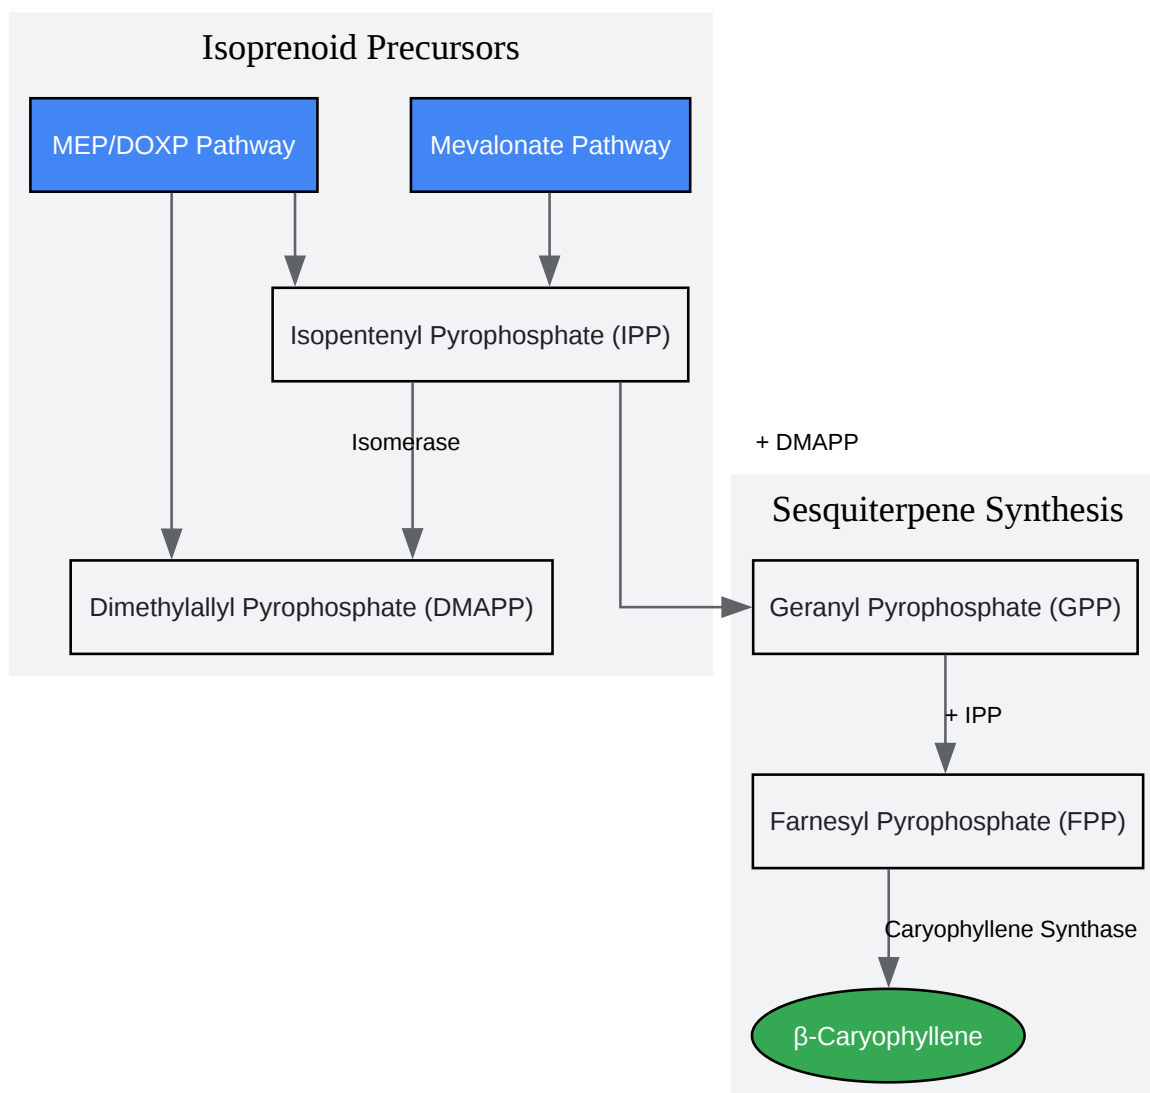 Isoprenoid Precursors
MEP/DOXP Pathway
Mevalonate Pathway
Isopentenyl Pyrophosphate (IPP)
Isomerase
+ DMAPP
Sesquiterpene Synthesis
Dimethylallyl Pyrophosphate (DMAPP)
Geranyl Pyrophosphate (GPP)
+ IPP
Farnesyl Pyrophosphate (FPP)
Caryophyllene Synthase
β-Caryophyllene